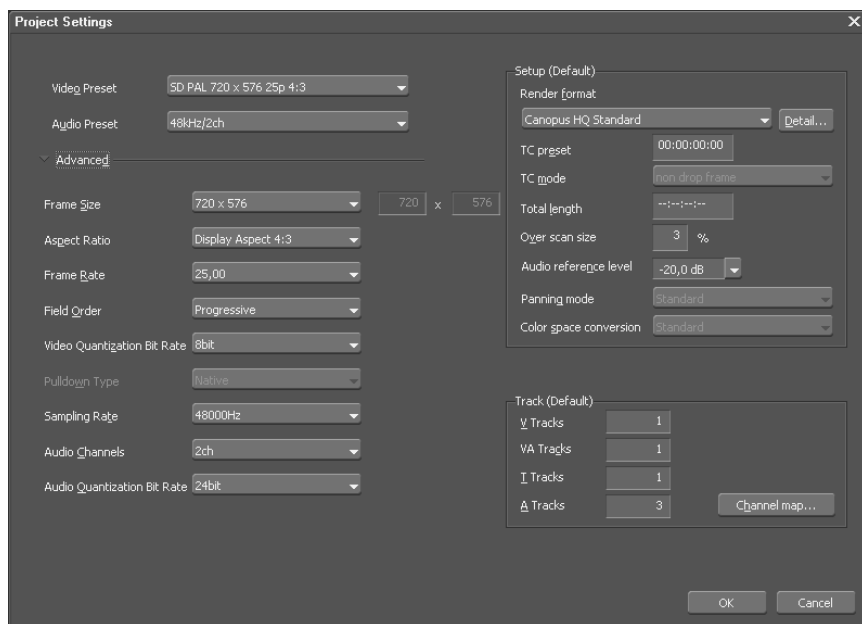 Project Settings
Video Preset SD PAL 720 x 576 25p 4:3
Audio Preset 48kHz/2ch
Advanced
Frame Size 720 x 576 720 x 576
Aspect Ratio Display Aspect 4:3
Frame Rate 25,00
Field Order Progressive
Video Quantization Bit Rate 8bit
Pulldown Type Native
Sampling Rate 48000Hz
Audio Channels 2ch
Audio Quantization Bit Rate 24bit
Setup (Default)
Render format
Canopus HQ Standard Detail...
TC preset 00:00:00:00
TC mode non drop frame
Total length --:--:--:--
Over scan size 3 %
Audio reference level -20,0 dB
Panning mode Standard
Color space conversion Standard
Track (Default)
V Tracks 1
VA Tracks 1
T Tracks 1
A Tracks 3 Channel map...
OK Cancel